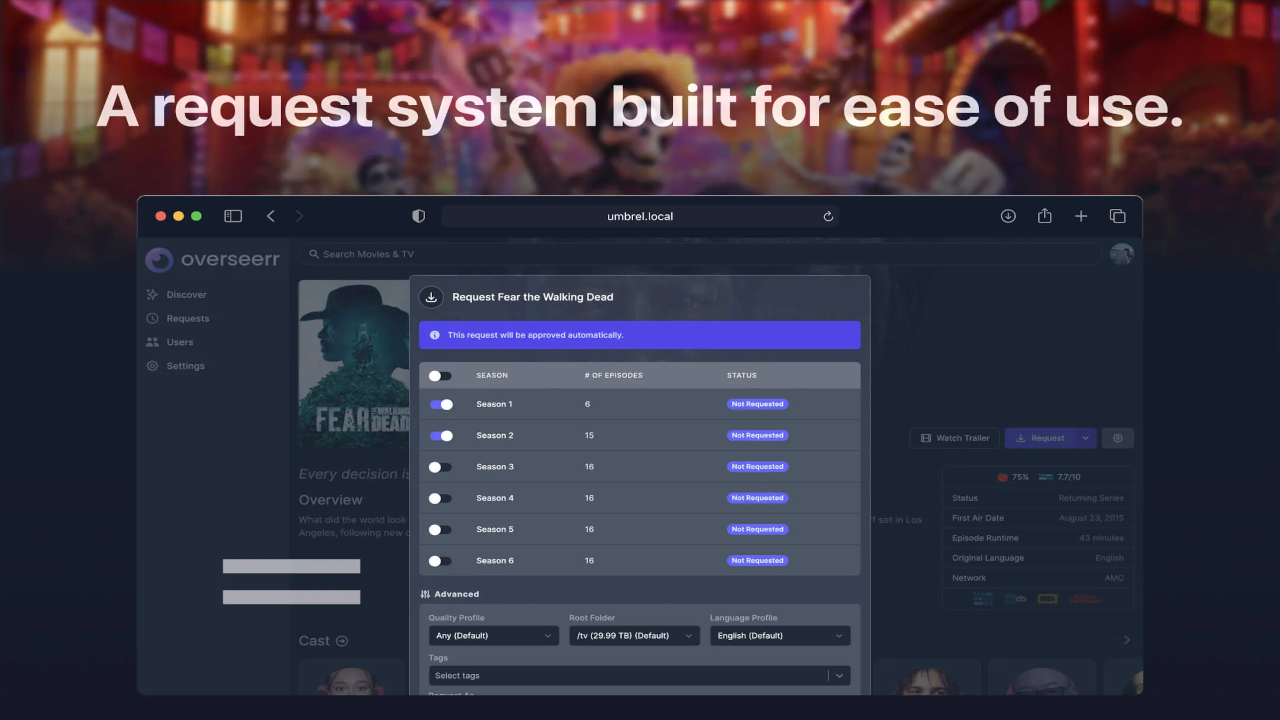 A request system built for ease of use.
umbrel.local
overseerr
Search Movies & TV
Discover
Requests
Users
Settings
Request Fear the Walking Dead
This request will be approved automatically.
SEASON # OF EPISODES STATUS
Season 1 6 Not Requested
Season 2 15 Not Requested
Season 3 16 Not Requested
Season 4 16 Not Requested
Season 5 16 Not Requested
Season 6 16 Not Requested
FEAR THE WALKING DEAD
Watch Trailer Request
Every decision is
75% 7.7/10
Overview
What did the world look
Angeles, following new
set in Los
Status Returning Series
First Air Date August 23, 2015
Episode Runtime 43 minutes
Original Language English
Network AMC
Advanced
Quality Profile Root Folder Language Profile
Any (Default) /tv (29.99 TB) (Default) English (Default)
Tags
Select tags
Cast